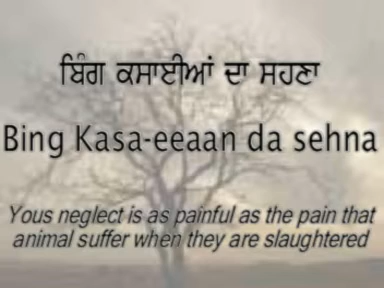 ਬਿੰਗ ਕਸਾਈਆਂ ਦਾ ਸਹਣਾ
Bing Kasa-eeaan da sehna
Yous neglect is as painful as the pain that
animal suffer when they are slaughtered